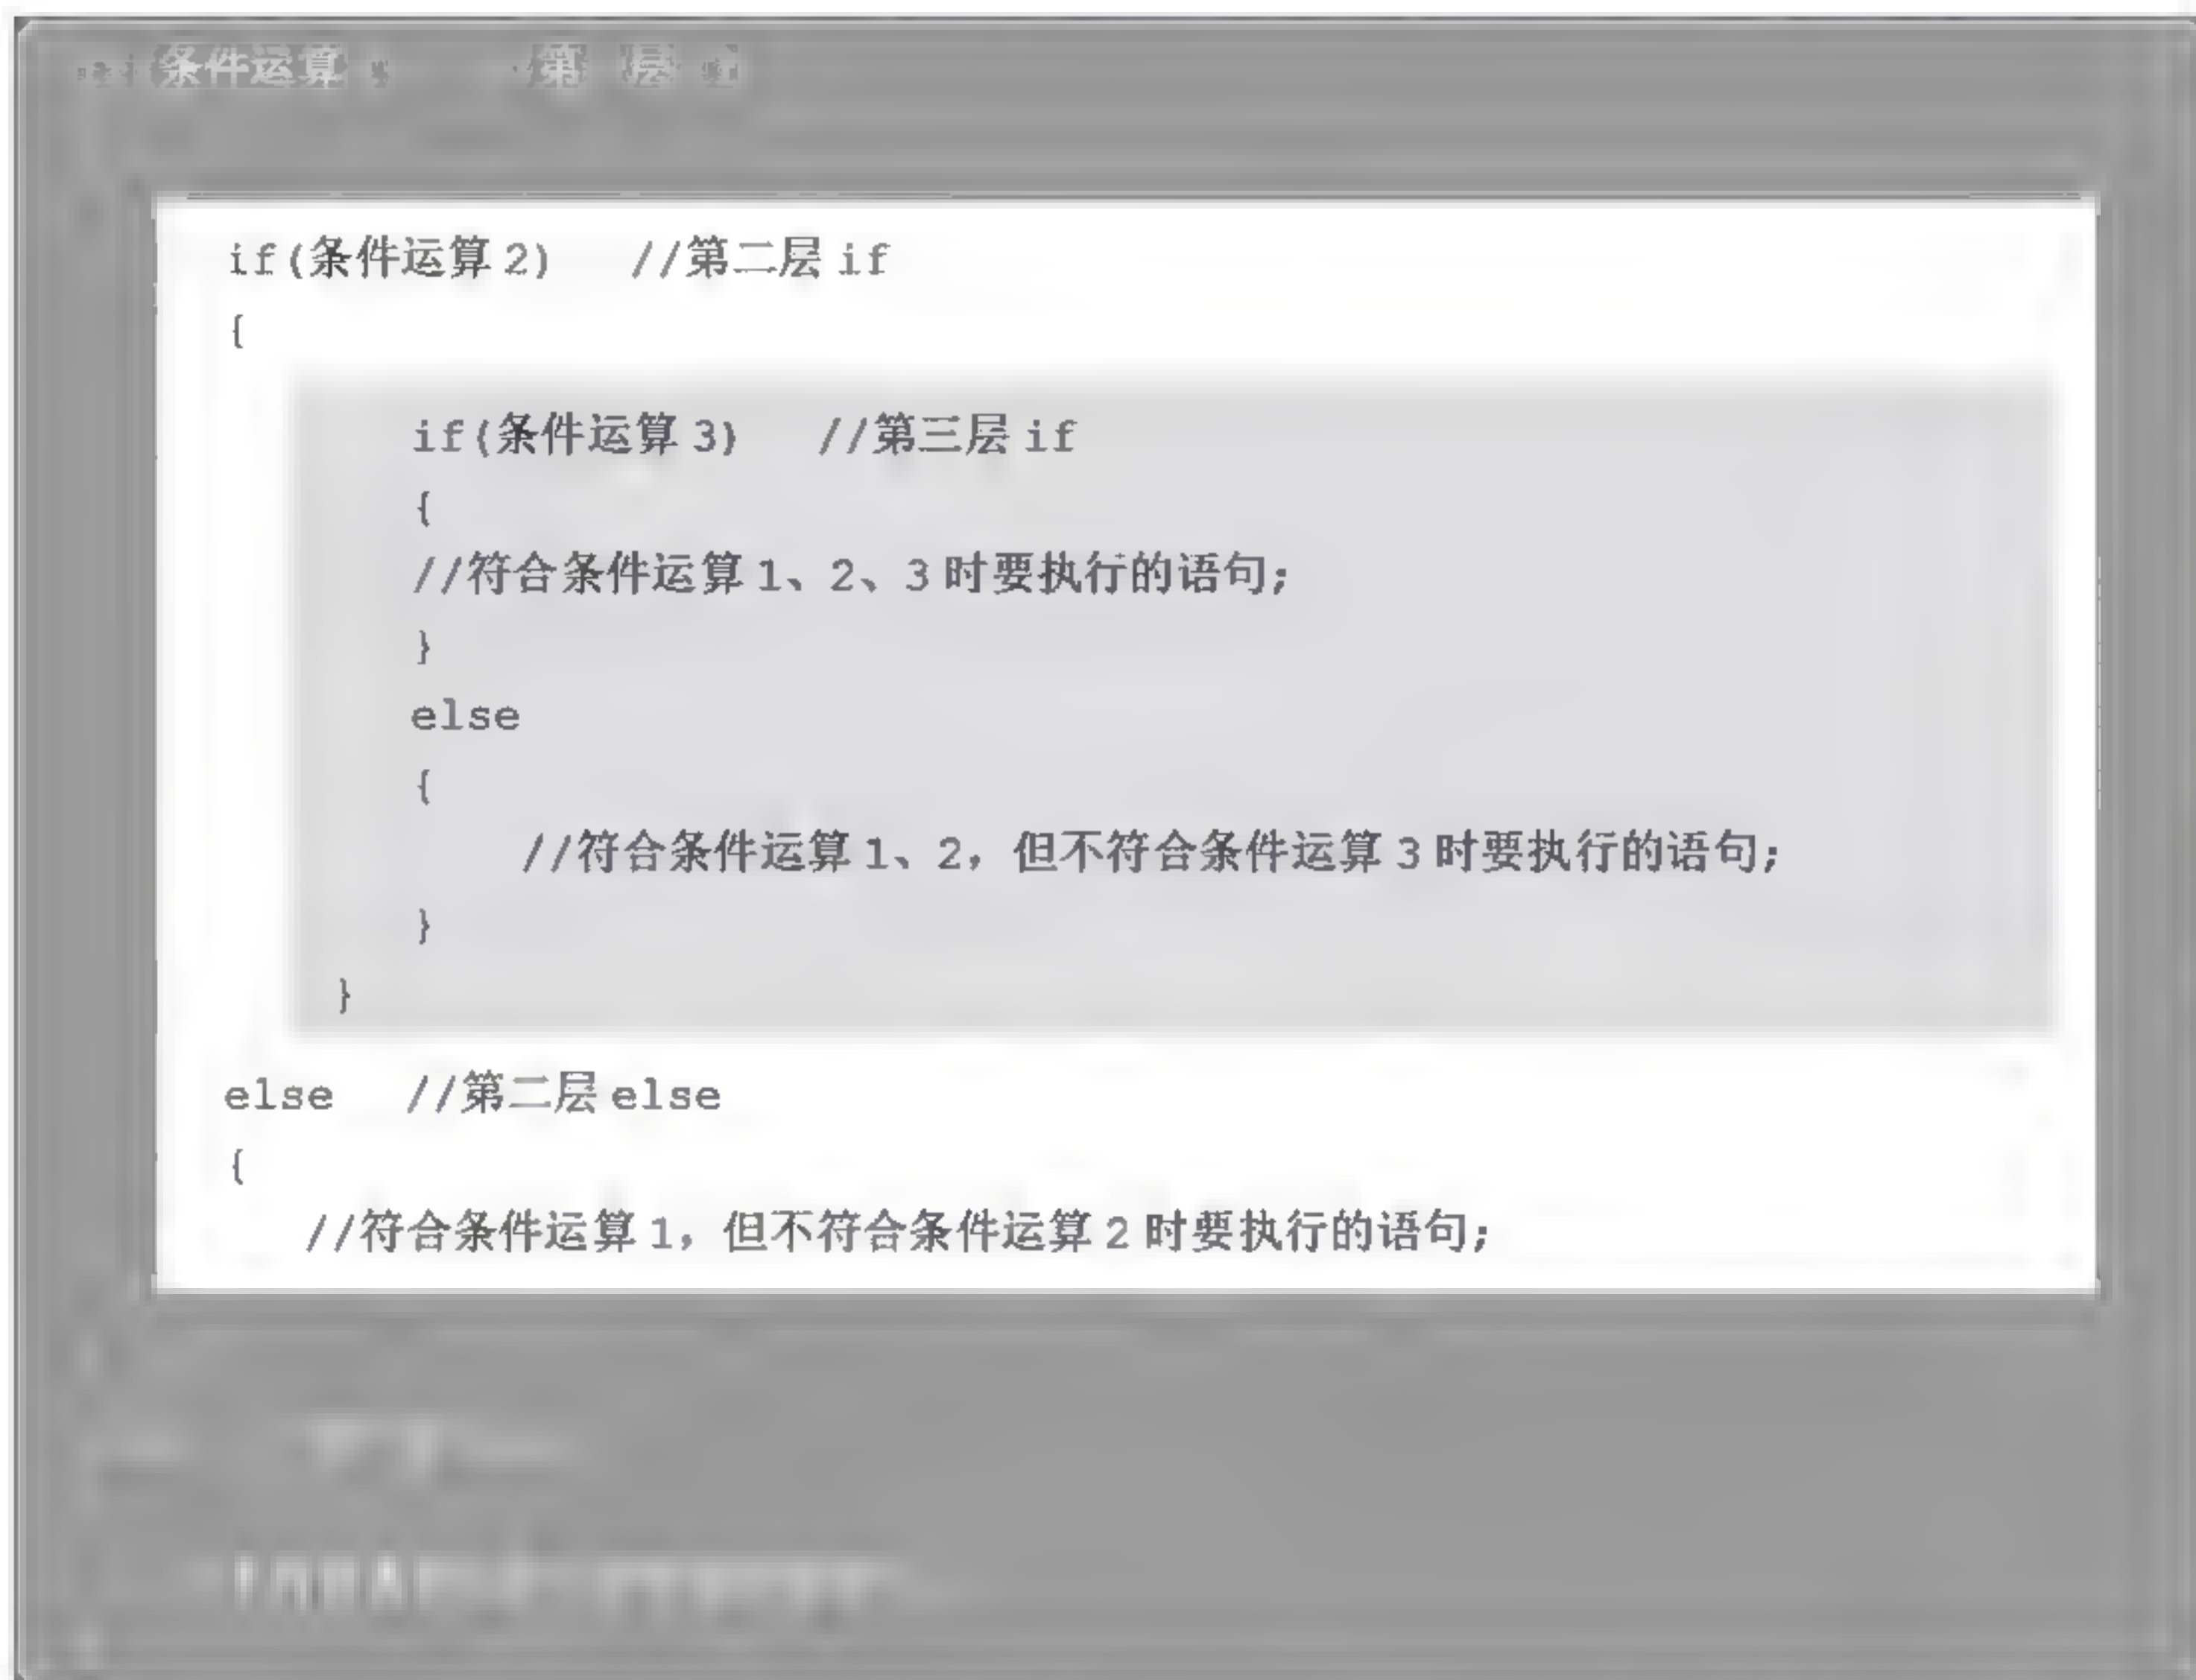 条件运算 第 层
if(条件运算 2) //第二层 if
{
if(条件运算 3) //第三层 if
{
//符合条件运算 1、2、3 时要执行的语句;
}
else
{
//符合条件运算 1、2，但不符合条件运算 3 时要执行的语句;
}
}
else //第二层 else
{
//符合条件运算 1，但不符合条件运算 2 时要执行的语句;